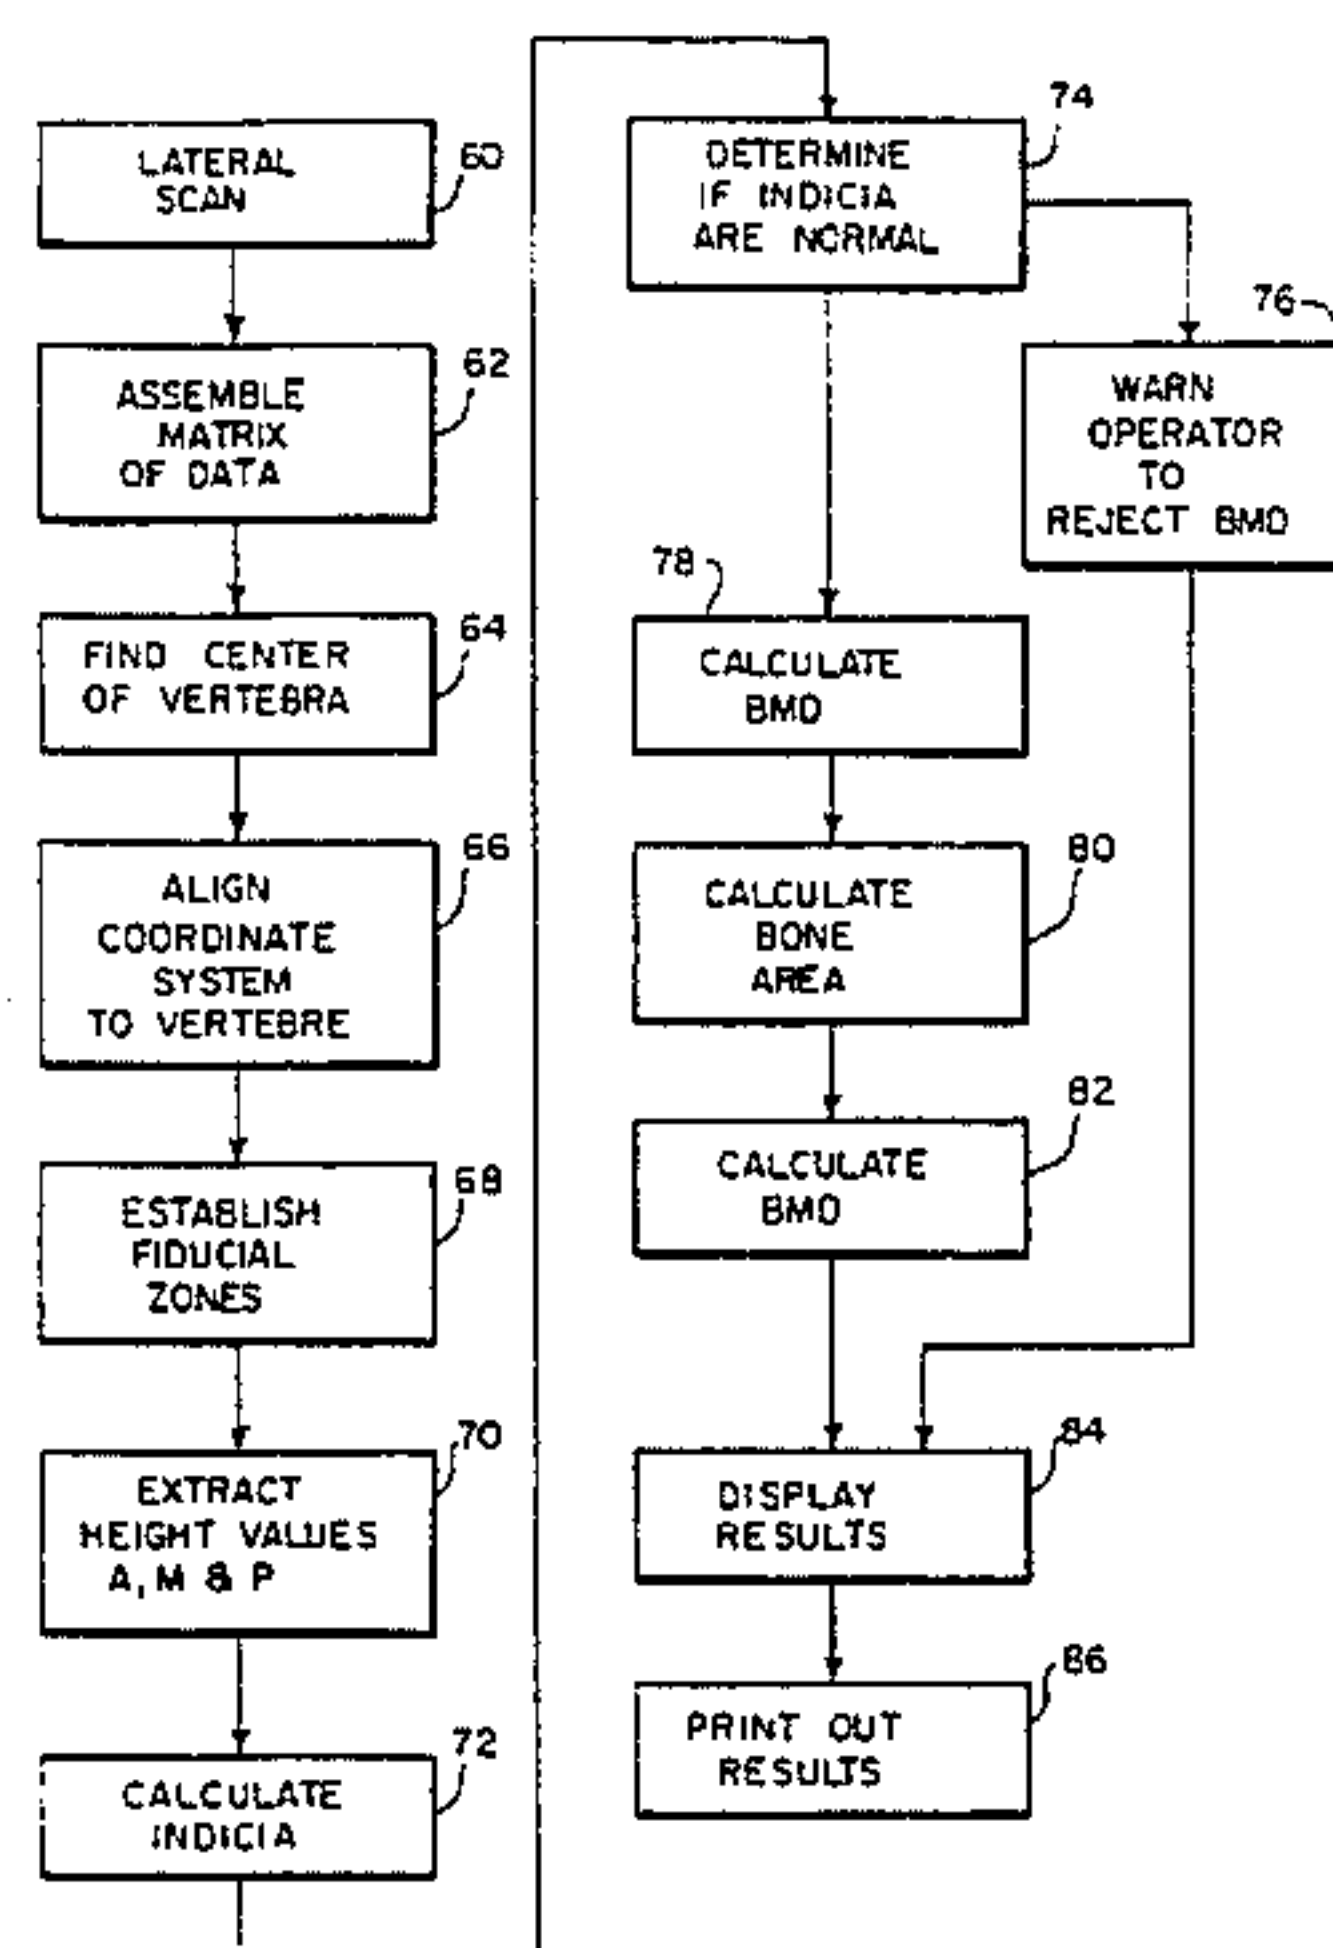 LATERAL
SCAN
60
ASSEMBLE
MATRIX
OF DATA
62
FIND CENTER
OF VERTEBRA
64
ALIGN
COORDINATE
SYSTEM
TO VERTEBRE
66
ESTABLISH
FIDUCIAL
ZONES
68
EXTRACT
HEIGHT VALUES
A, M & P
70
CALCULATE
INDICIA
72
DETERMINE
IF INDICIA
ARE NORMAL
74
WARN
OPERATOR
TO
REJECT BMD
76
CALCULATE
BMD
78
CALCULATE
BONE
AREA
80
CALCULATE
BMD
82
DISPLAY
RESULTS
84
PRINT OUT
RESULTS
86